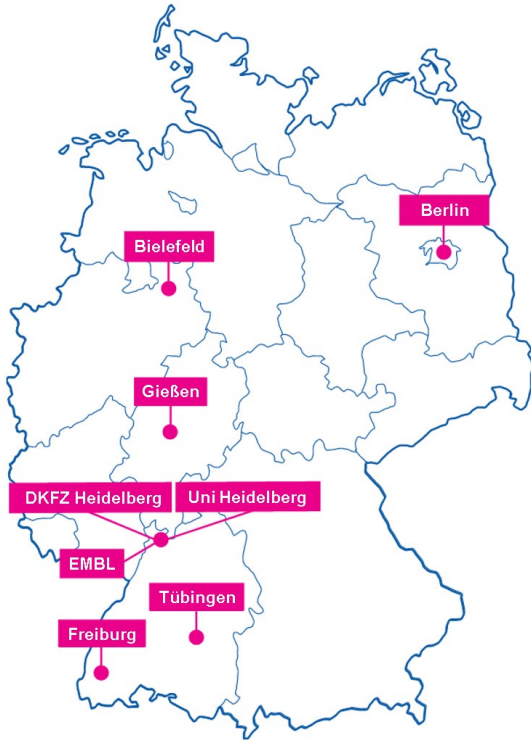 Berlin
Bielefeld
Gießen
DKFZ Heidelberg
Uni Heidelberg
EMBL
Tübingen
Freiburg